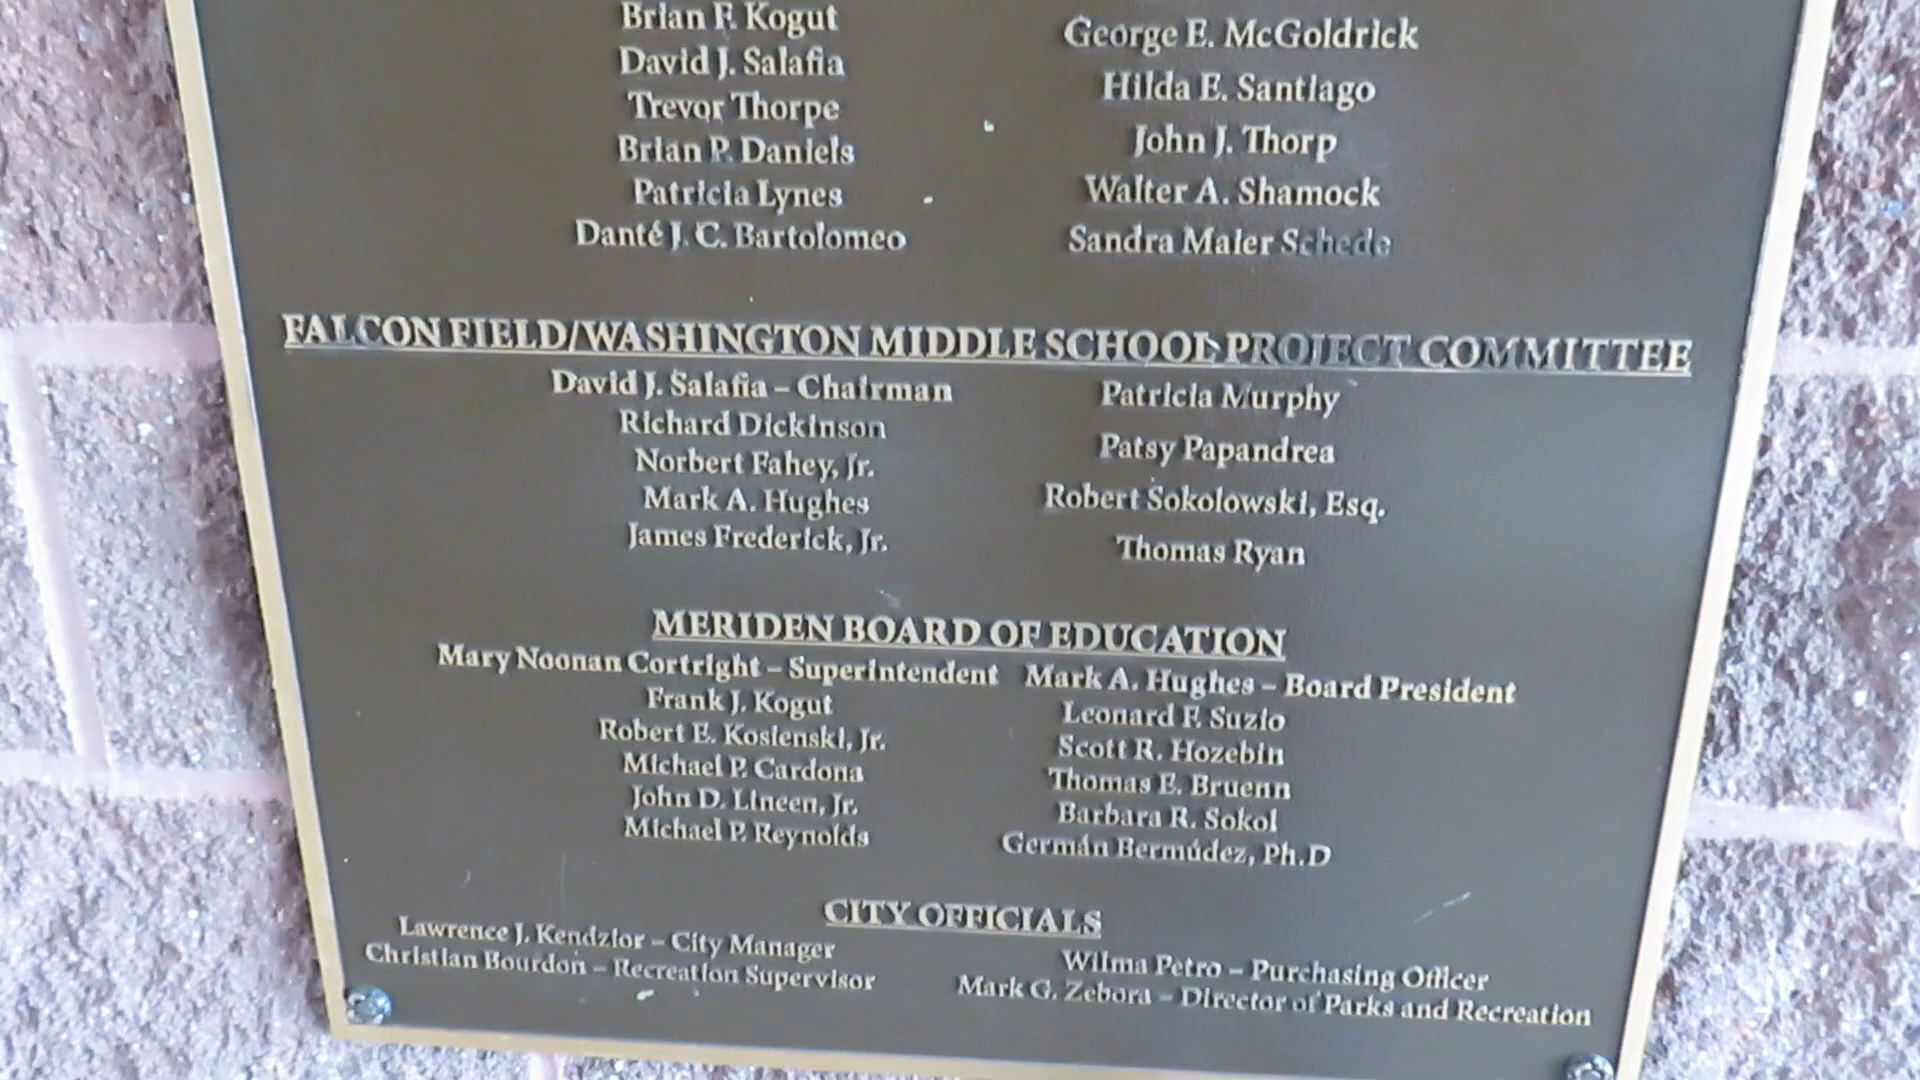 Brian F. Kogut
David J. Salafia
Trevor Thorpe
Brian P. Daniels
Patricia Lynes
Danté J. C. Bartolomeo
George E. McGoldrick
Hilda E. Santiago
John J. Thorp
Walter A. Shamock
Sandra Maier Schede
FALCON FIELD/WASHINGTON MIDDLE SCHOOL PROJECT COMMITTEE
David J. Salafia – Chairman
Richard Dickinson
Norbert Fahey, Jr.
Mark A. Hughes
James Frederick, Jr.
Patricia Murphy
Patsy Papandrea
Robert Sokolowski, Esq.
Thomas Ryan
MERIDEN BOARD OF EDUCATION
Mary Noonan Cortright – Superintendent
Frank J. Kogut
Robert E. Kosienski, Jr.
Michael P. Cardona
John D. Lineen, Jr.
Michael P. Reynolds
Mark A. Hughes – Board President
Leonard F. Suzio
Scott R. Hozebin
Thomas E. Bruenn
Barbara R. Sokol
Germán Bermúdez, Ph.D
CITY OFFICIALS
Lawrence J. Kendzior – City Manager
Christian Bourdon – Recreation Supervisor
Wilma Petro – Purchasing Officer
Mark G. Zebora – Director of Parks and Recreation